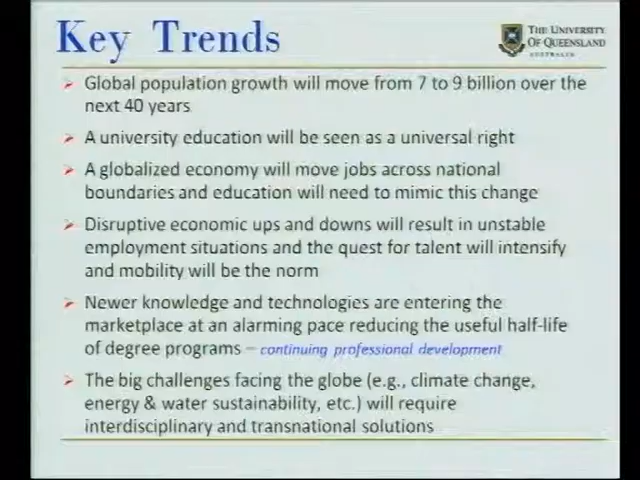 Key Trends
THE UNIVERSITY
OF QUEENSLAND
AUSTRALIA
Global population growth will move from 7 to 9 billion over the
next 40 years
A university education will be seen as a universal right
A globalized economy will move jobs across national
boundaries and education will need to mimic this change
Disruptive economic ups and downs will result in unstable
employment situations and the quest for talent will intensify
and mobility will be the norm
Newer knowledge and technologies are entering the
marketplace at an alarming pace reducing the useful half-life
of degree programs – continuing professional development
The big challenges facing the globe (e.g., climate change,
energy & water sustainability, etc.) will require
interdisciplinary and transnational solutions